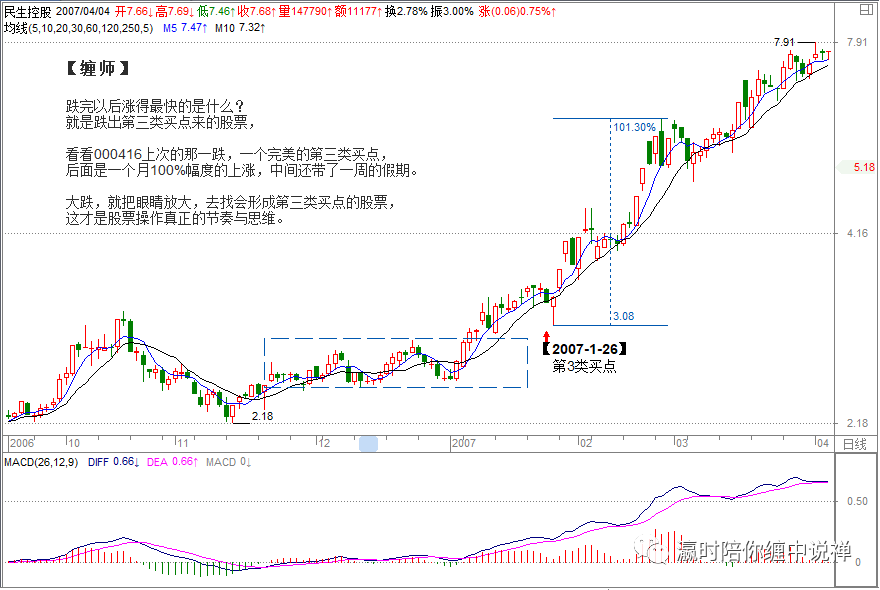 民生控股 2007/04/04 开7.66↓高7.69↓低7.46↑收7.68↑量147790↑额11177↑换2.78%振3.00% 涨(0.06)0.75%↑
均线(5,10,20,30,60,120,250,5) M5 7.47↑ M10 7.32↑
7.91
7.91
【缠师】
跌完以后涨得最快的是什么?
就是跌出第三类买点来的股票,
101.30%
看看000416上次的那一跌,一个完美的第三类买点,
后面是一个月100%幅度的上涨,中间还带了一周的假期。
5.18
大跌,就把眼睛放大,去找会形成第三类买点的股票,
这才是股票操作真正的节奏与思维。
4.16
3.08
【2007-1-26】
第3类买点
2.18
2.18
2006 10 11 12 2007 02 03 04 日线
MACD(26,12,9) DIFF 0.66↓ DEA 0.66↑ MACD 0↓
0.50
赢时陪你缠中说禅
0